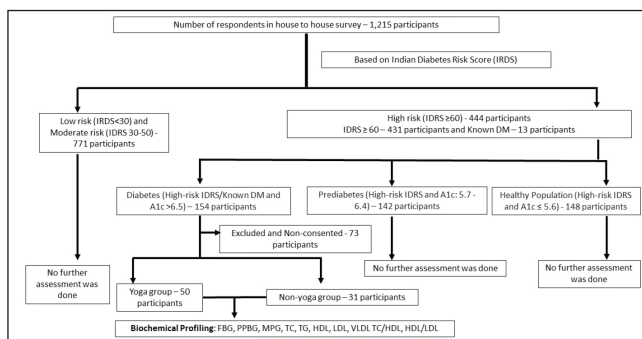 Number of respondents in house to house survey – 1,215 participants
Based on Indian Diabetes Risk Score (IRDS)
Low risk (IRDS<30) and
Moderate risk (IDRS 30-50) -
771 participants
High risk (IDRS ≥60) - 444 participants
IDRS ≥ 60 – 431 participants and Known DM – 13 participants
Diabetes (High-risk IDRS/Known DM and
A1c >6.5) – 154 participants
Prediabetes (High-risk IDRS and A1c: 5.7 -
6.4) – 142 participants
Healthy Population (High-risk IDRS
and A1c ≤ 5.6) - 148 participants
Excluded and Non-consented - 73
participants
No further
assessment was
done
No further assessment was done
No further assessment was
done
Yoga group – 50
participants
Non-yoga group – 31 participants
Biochemical Profiling: FBG, PPBG, MPG, TC, TG, HDL, LDL, VLDL TC/HDL, HDL/LDL